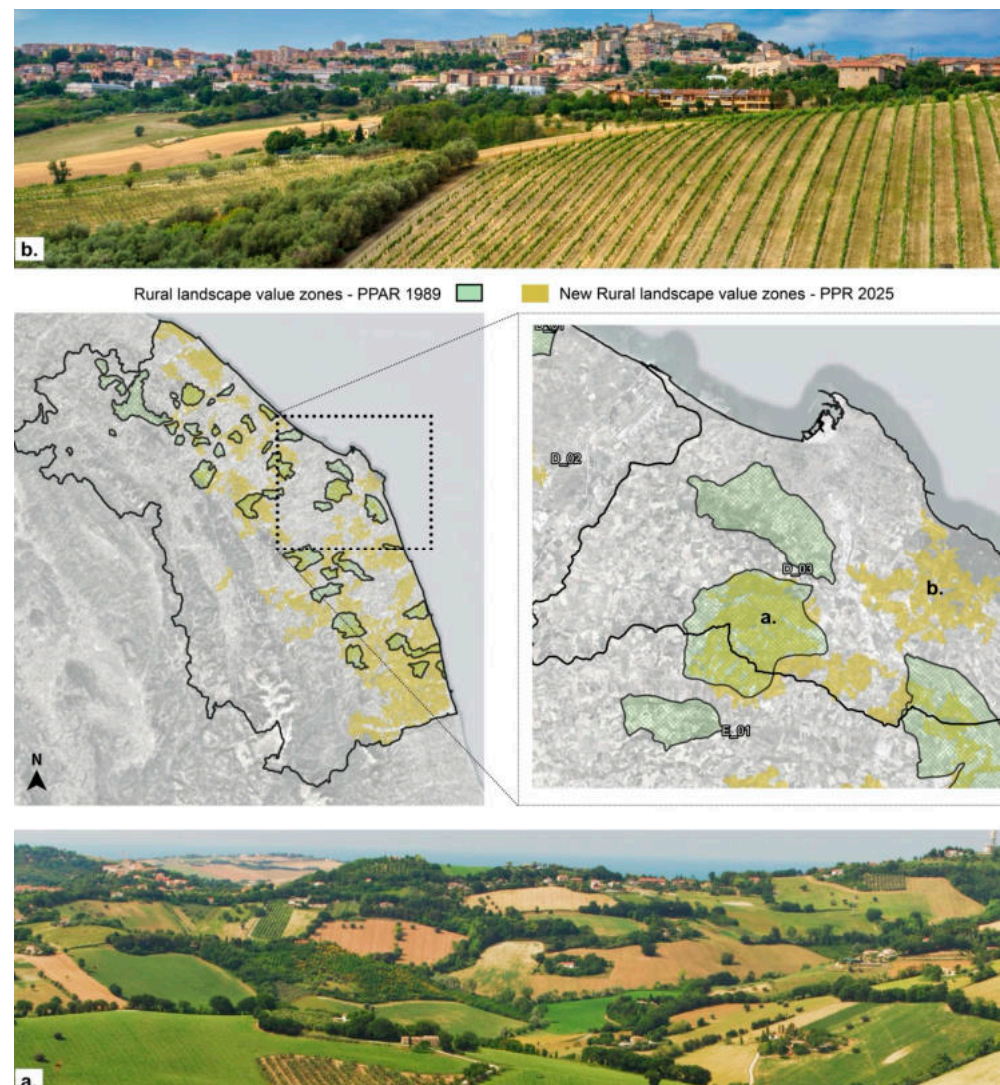 b.
Rural landscape value zones - PPAR 1989
New Rural landscape value zones - PPR 2025
D_02
D_03
a.
b.
E_01
N
a.